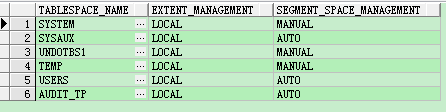 TABLESPACE_NAME EXTENT_MANAGEMENT SEGMENT_SPACE_MANAGEMENT
1 SYSTEM ... LOCAL MANUAL
2 SYSAUX ... LOCAL AUTO
3 UNDOTBS1 ... LOCAL MANUAL
4 TEMP ... LOCAL MANUAL
5 USERS ... LOCAL AUTO
6 AUDIT_TP ... LOCAL AUTO